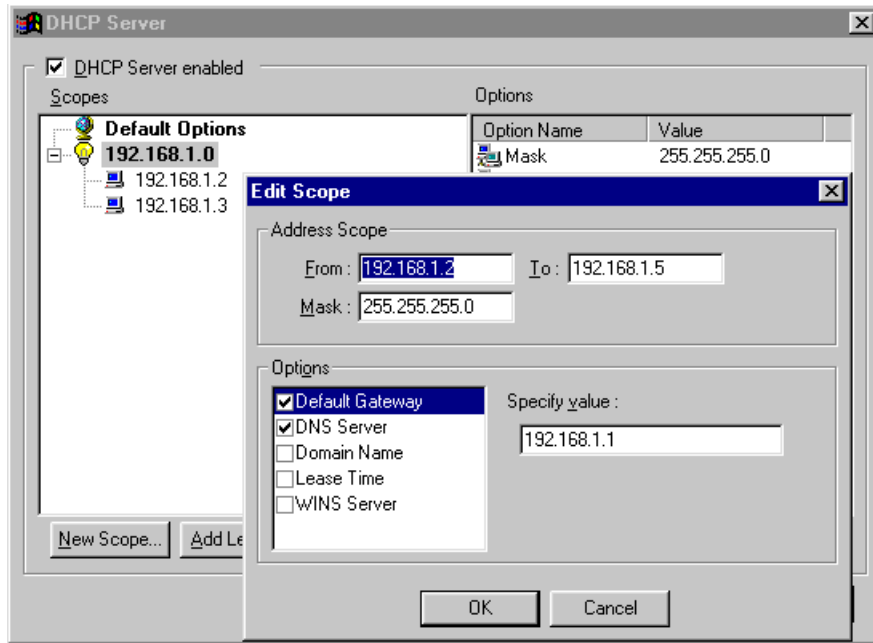 DHCP Server
DHCP Server enabled
Scopes
Options
Default Options
192.168.1.0
192.168.1.2
192.168.1.3
Option Name Value
Mask 255.255.255.0
Edit Scope
Address Scope
From : 192.168.1.2 To : 192.168.1.5
Mask : 255.255.255.0
Options
Default Gateway
DNS Server
Domain Name
Lease Time
WINS Server
Specify value :
192.168.1.1
New Scope... Add Le
OK Cancel